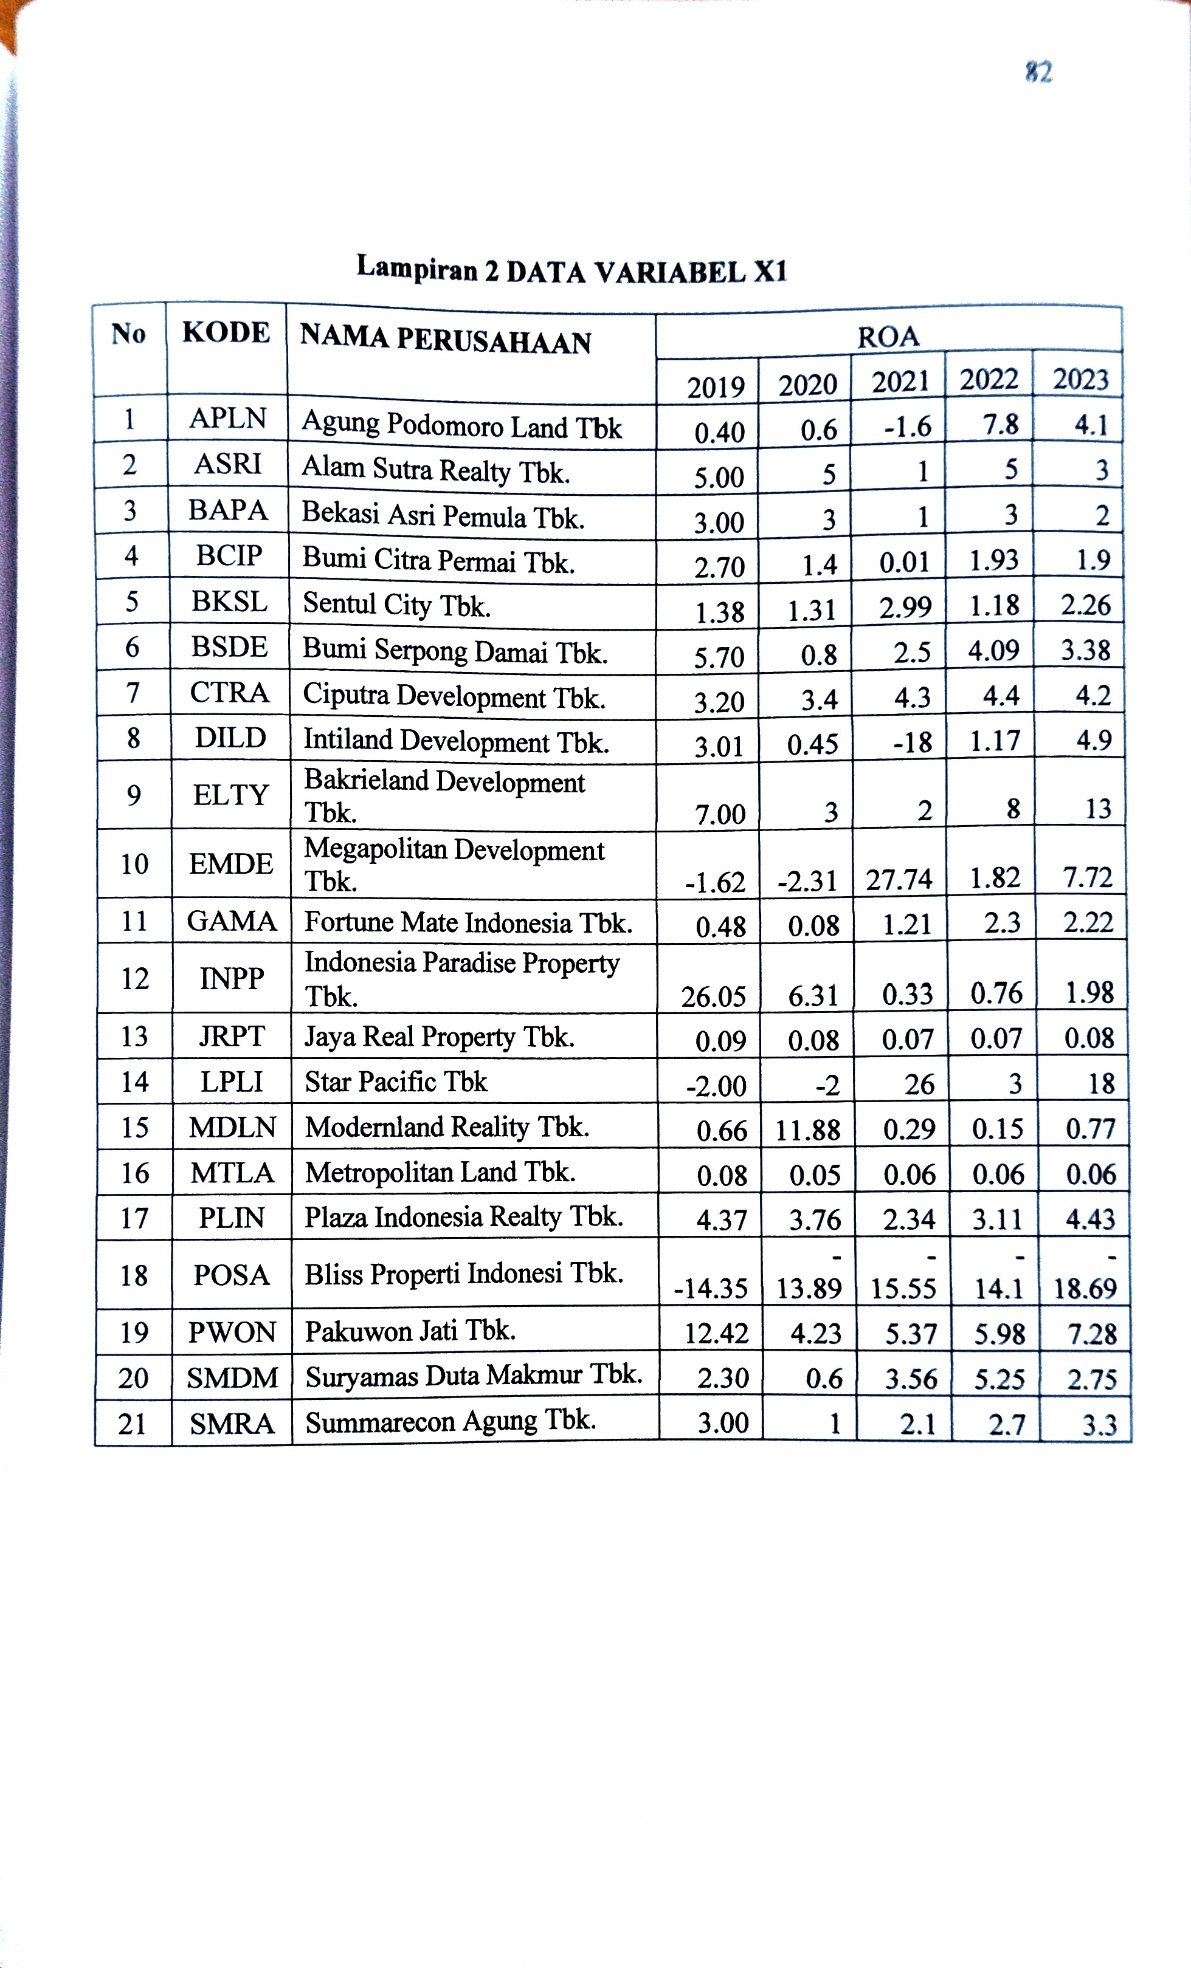 82
Lampiran 2 DATA VARIABEL X1
No KODE NAMA PERUSAHAAN ROA
2019 2020 2021 2022 2023
1 APLN Agung Podomoro Land Tbk 0.40 0.6 -1.6 7.8 4.1
2 ASRI Alam Sutra Realty Tbk. 5.00 5 1 5 3
3 BAPA Bekasi Asri Pemula Tbk. 3.00 3 1 3 2
4 BCIP Bumi Citra Permai Tbk. 2.70 1.4 0.01 1.93 1.9
5 BKSL Sentul City Tbk. 1.38 1.31 2.99 1.18 2.26
6 BSDE Bumi Serpong Damai Tbk. 5.70 0.8 2.5 4.09 3.38
7 CTRA Ciputra Development Tbk. 3.20 3.4 4.3 4.4 4.2
8 DILD Intiland Development Tbk. 3.01 0.45 -18 1.17 4.9
9 ELTY Bakrieland Development
Tbk. 7.00 3 2 8 13
10 EMDE Megapolitan Development
Tbk. -1.62 -2.31 27.74 1.82 7.72
11 GAMA Fortune Mate Indonesia Tbk. 0.48 0.08 1.21 2.3 2.22
12 INPP Indonesia Paradise Property
Tbk. 26.05 6.31 0.33 0.76 1.98
13 JRPT Jaya Real Property Tbk. 0.09 0.08 0.07 0.07 0.08
14 LPLI Star Pacific Tbk -2.00 -2 26 3 18
15 MDLN Modernland Reality Tbk. 0.66 11.88 0.29 0.15 0.77
16 MTLA Metropolitan Land Tbk. 0.08 0.05 0.06 0.06 0.06
17 PLIN Plaza Indonesia Realty Tbk. 4.37 3.76 2.34 3.11 4.43
- - - -
18 POSA Bliss Properti Indonesi Tbk. -14.35 13.89 15.55 14.1 18.69
19 PWON Pakuwon Jati Tbk. 12.42 4.23 5.37 5.98 7.28
20 SMDM Suryamas Duta Makmur Tbk. 2.30 0.6 3.56 5.25 2.75
21 SMRA Summarecon Agung Tbk. 3.00 1 2.1 2.7 3.3